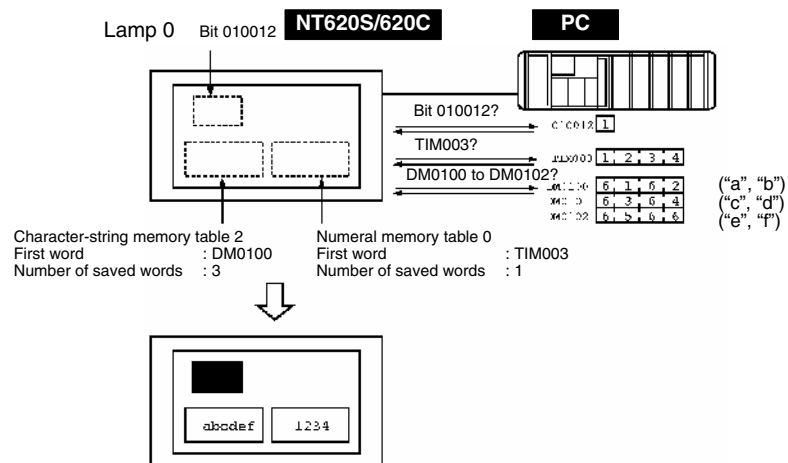 Lamp 0 Bit 010012 NT620S/620C PC
Bit 010012?
010012 1
TIM003?
1 2 3 4
DM0100 to DM0102?
6 1 6 2 ("a", "b")
6 3 6 4 ("c", "d")
6 5 6 6 ("e", "f")
Character-string memory table 2
First word : DM0100
Number of saved words : 3
Numeral memory table 0
First word : TIM003
Number of saved words : 1
abcdef 1234